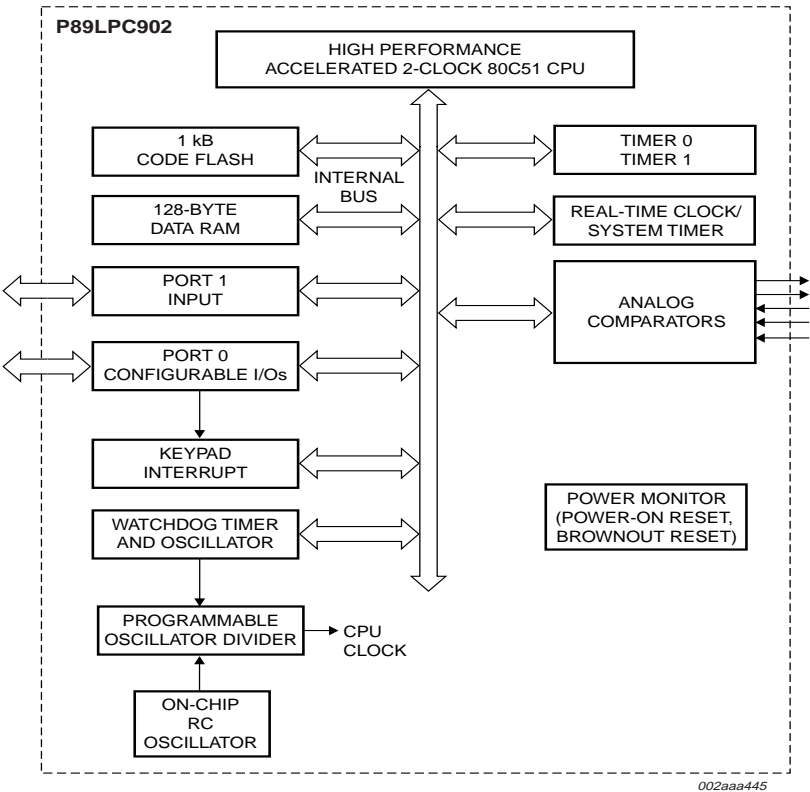 P89LPC902
HIGH PERFORMANCE
ACCELERATED 2-CLOCK 80C51 CPU
1 kB
CODE FLASH
TIMER 0
TIMER 1
INTERNAL
BUS
128-BYTE
DATA RAM
REAL-TIME CLOCK/
SYSTEM TIMER
PORT 1
INPUT
ANALOG
COMPARATORS
PORT 0
CONFIGURABLE I/Os
KEYPAD
INTERRUPT
POWER MONITOR
(POWER-ON RESET,
BROWNOUT RESET)
WATCHDOG TIMER
AND OSCILLATOR
PROGRAMMABLE
OSCILLATOR DIVIDER
CPU
CLOCK
ON-CHIP
RC
OSCILLATOR
002aaa445